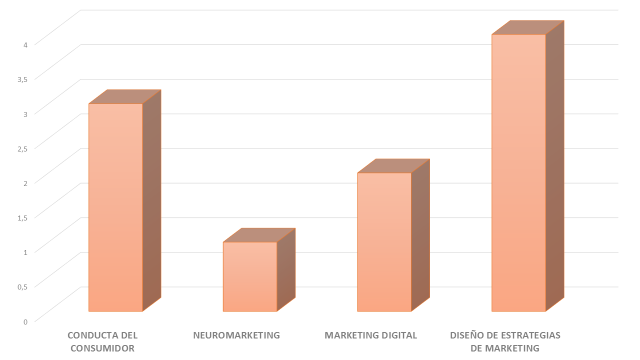 4
3,5
3
2,5
2
1,5
1
0,5
0
CONDUCTA DEL
CONSUMIDOR
NEUROMARKETING
MARKETING DIGITAL
DISEÑO DE ESTRATEGIAS
DE MARKETING